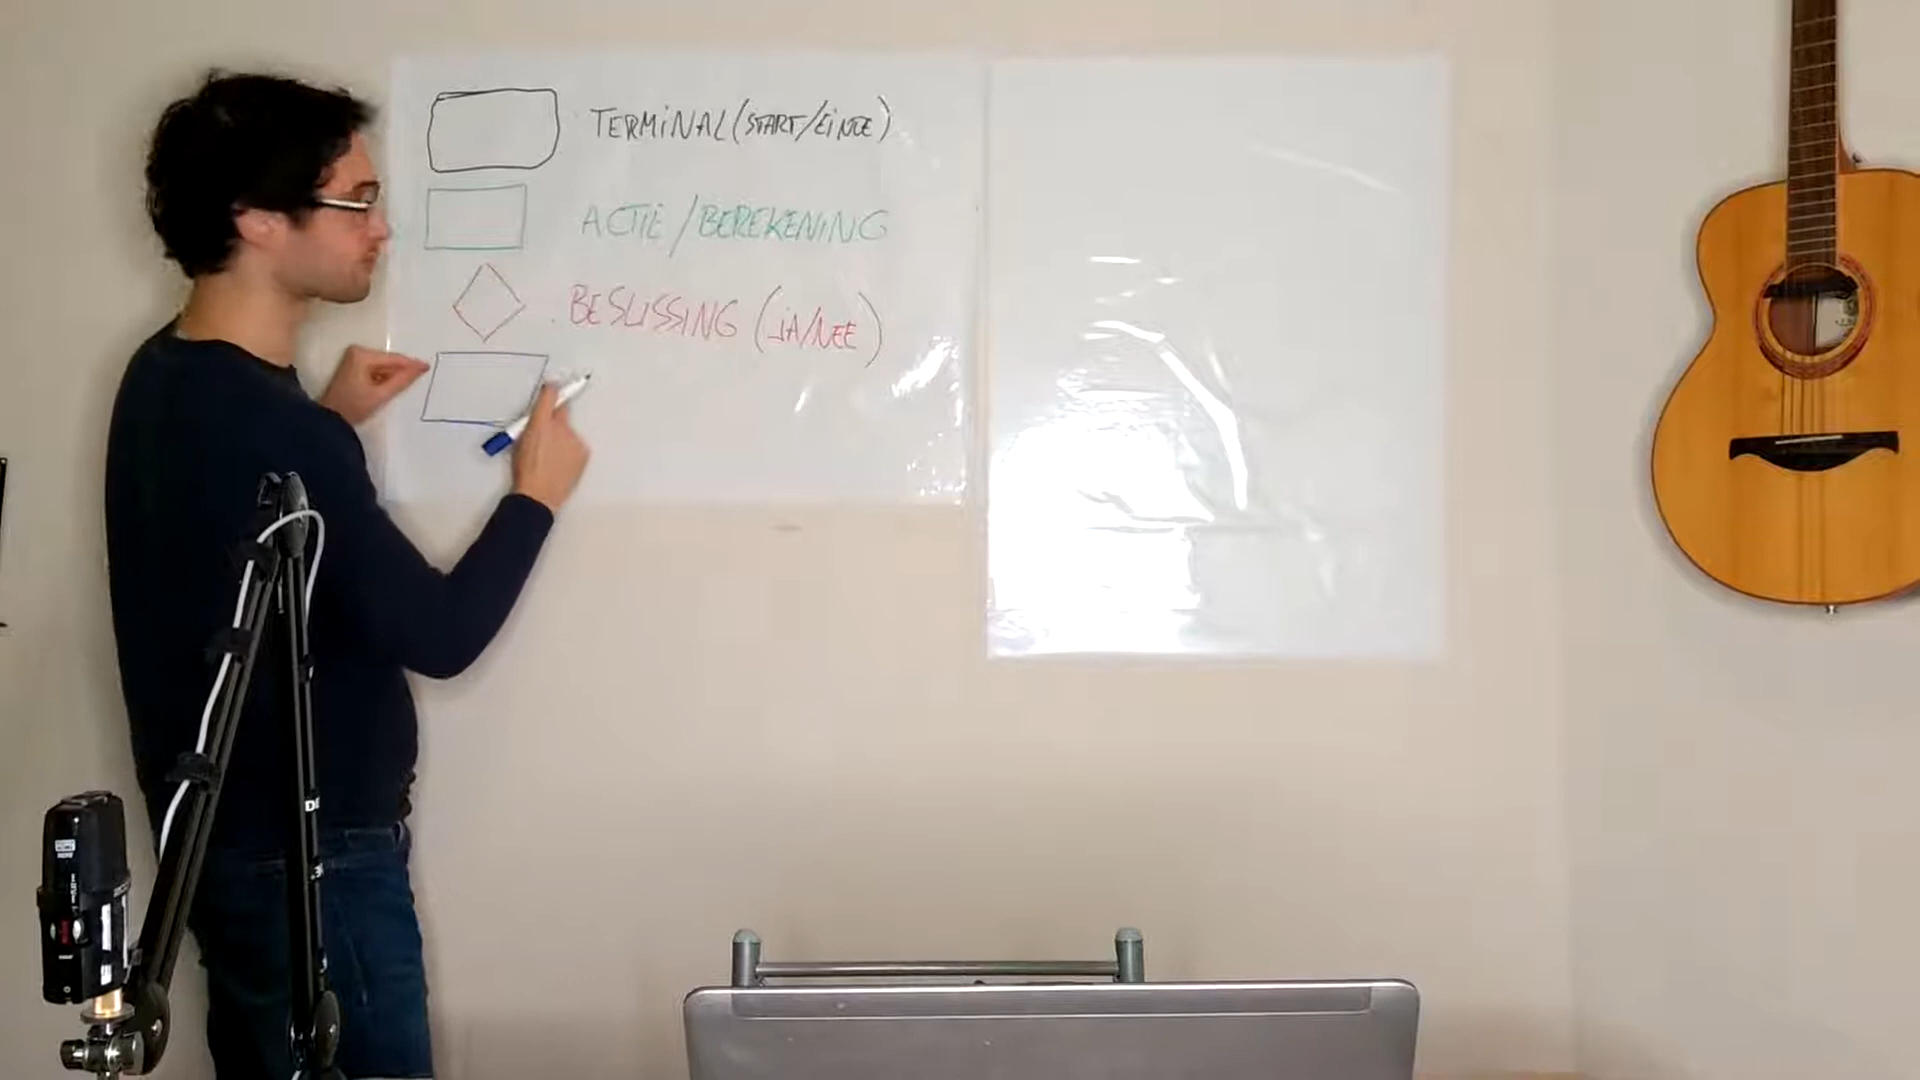 TERMINAL (START/EINDE)
ACTIE / BEREKENING
BESLISSING (JA/NEE)